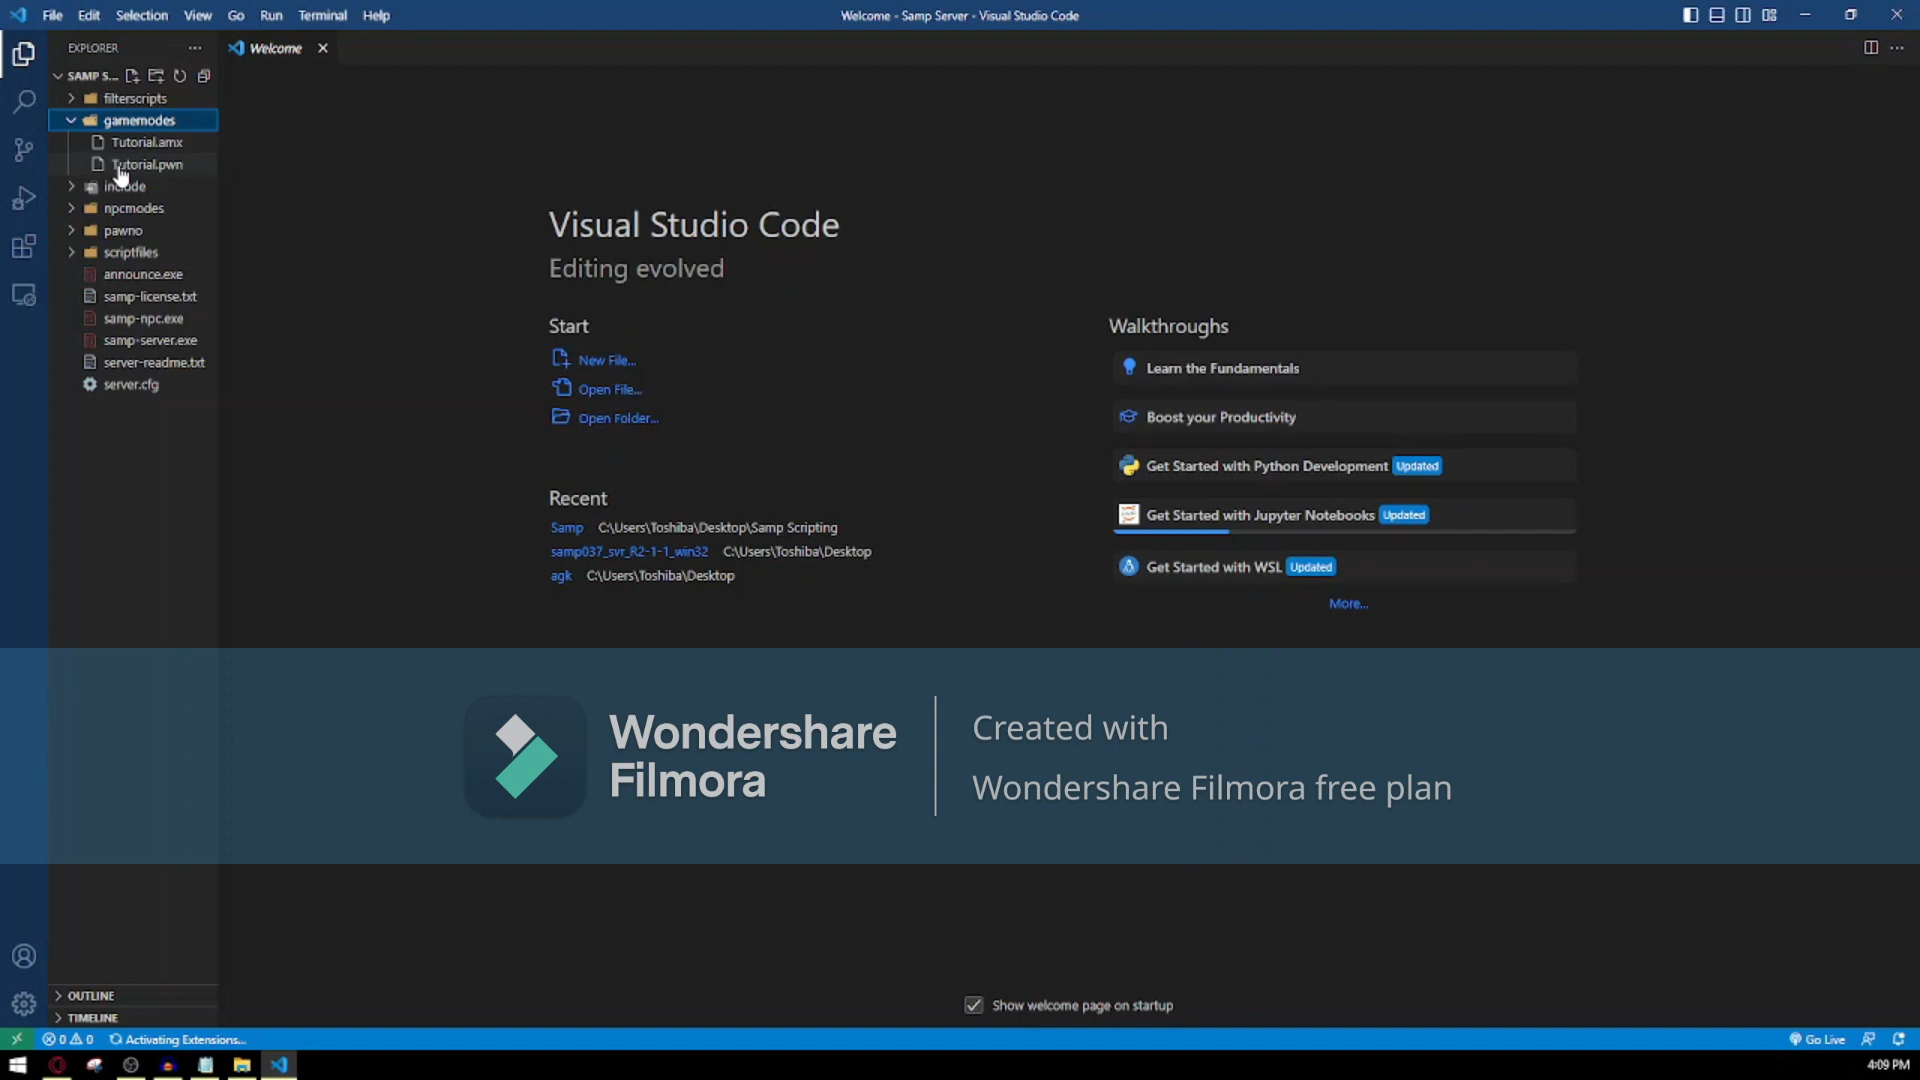 File Edit Selection View Go Run Terminal Help
Welcome - Samp Server - Visual Studio Code
EXPLORER
Welcome
SAMP S...
filterscripts
gamemodes
Tutorial.amx
Tutorial.pwn
include
npcmodes
pawno
scriptfiles
announce.exe
samp-license.txt
samp-npc.exe
samp-server.exe
server-readme.txt
server.cfg
Visual Studio Code
Editing evolved
Start
New File...
Open File...
Open Folder...
Recent
Samp C:\Users\Toshiba\Desktop\Samp Scripting
samp037_svr_R2-1-1_win32 C:\Users\Toshiba\Desktop
agk C:\Users\Toshiba\Desktop
Walkthroughs
Learn the Fundamentals
Boost your Productivity
Get Started with Python Development Updated
Get Started with Jupyter Notebooks Updated
Get Started with WSL Updated
More...
Wondershare
Filmora
Created with
Wondershare Filmora free plan
Show welcome page on startup
OUTLINE
TIMELINE
0 0 Activating Extensions...
Go Live
4:09 PM